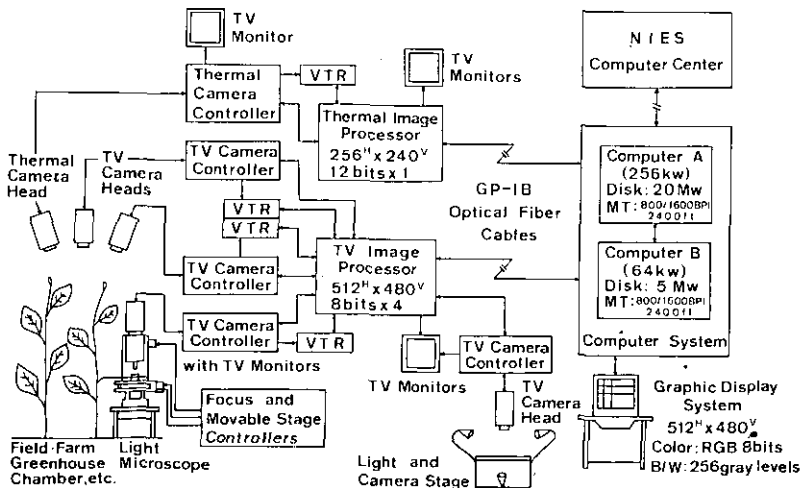 TV
Monitor
Thermal
Camera
Controller
VTR
TV
Monitors
NIES
Computer Center
Thermal Image
Processor
256ᴴ x 240ⱽ
12bits x 1
Thermal
Camera
Head
TV
Camera
Heads
TV Camera
Controller
VTR
VTR
GP-IB
Optical Fiber
Cables
Computer A
(256kw)
Disk: 20Mw
MT: 800/1600BPI
2400ft
Computer B
(64kw)
Disk: 5 Mw
MT: 800/1600BPI
2400ft
Computer System
TV Image
Processor
512ᴴ x 480ⱽ
8bits x 4
TV Camera
Controller
TV Camera
Controller
VTR
with TV Monitors
TV Monitors
TV Camera
Controller
TV
Camera
Head
Focus and
Movable Stage
Controllers
Graphic Display
System
512ᴴ x 480ⱽ
Color: RGB 8bits
B/W: 256gray levels
Field·Farm
Greenhouse
Chamber,etc.
Light
Microscope
Light and
Camera Stage